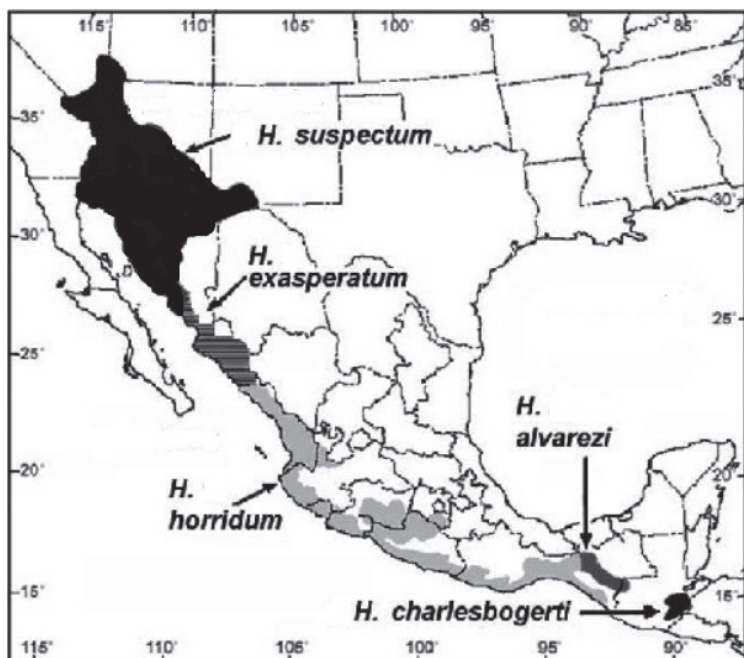 115° 110° 105° 100° 95° 90° 85°
35° 35°
H. suspectum
30° 30°
H.
exasperatum
25° 25°
H.
alvarezi
20° 20°
H.
horridum
15° 15°
H. charlesbogerti
115° 110° 105° 100° 95° 90°